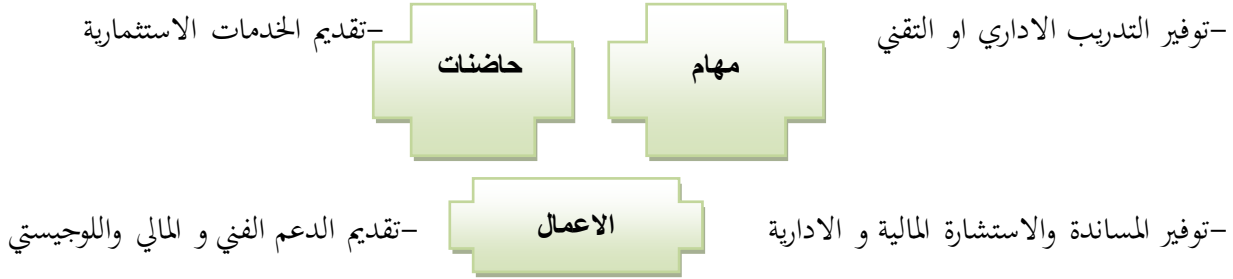 -توفير التدريب الاداري او التقني
-تقديم الخدمات الاستثمارية
مهام
حاضنات
الاعمال
-توفير المساندة والاستشارة المالية و الادارية
-تقديم الدعم الفني و المالي واللوجيستي